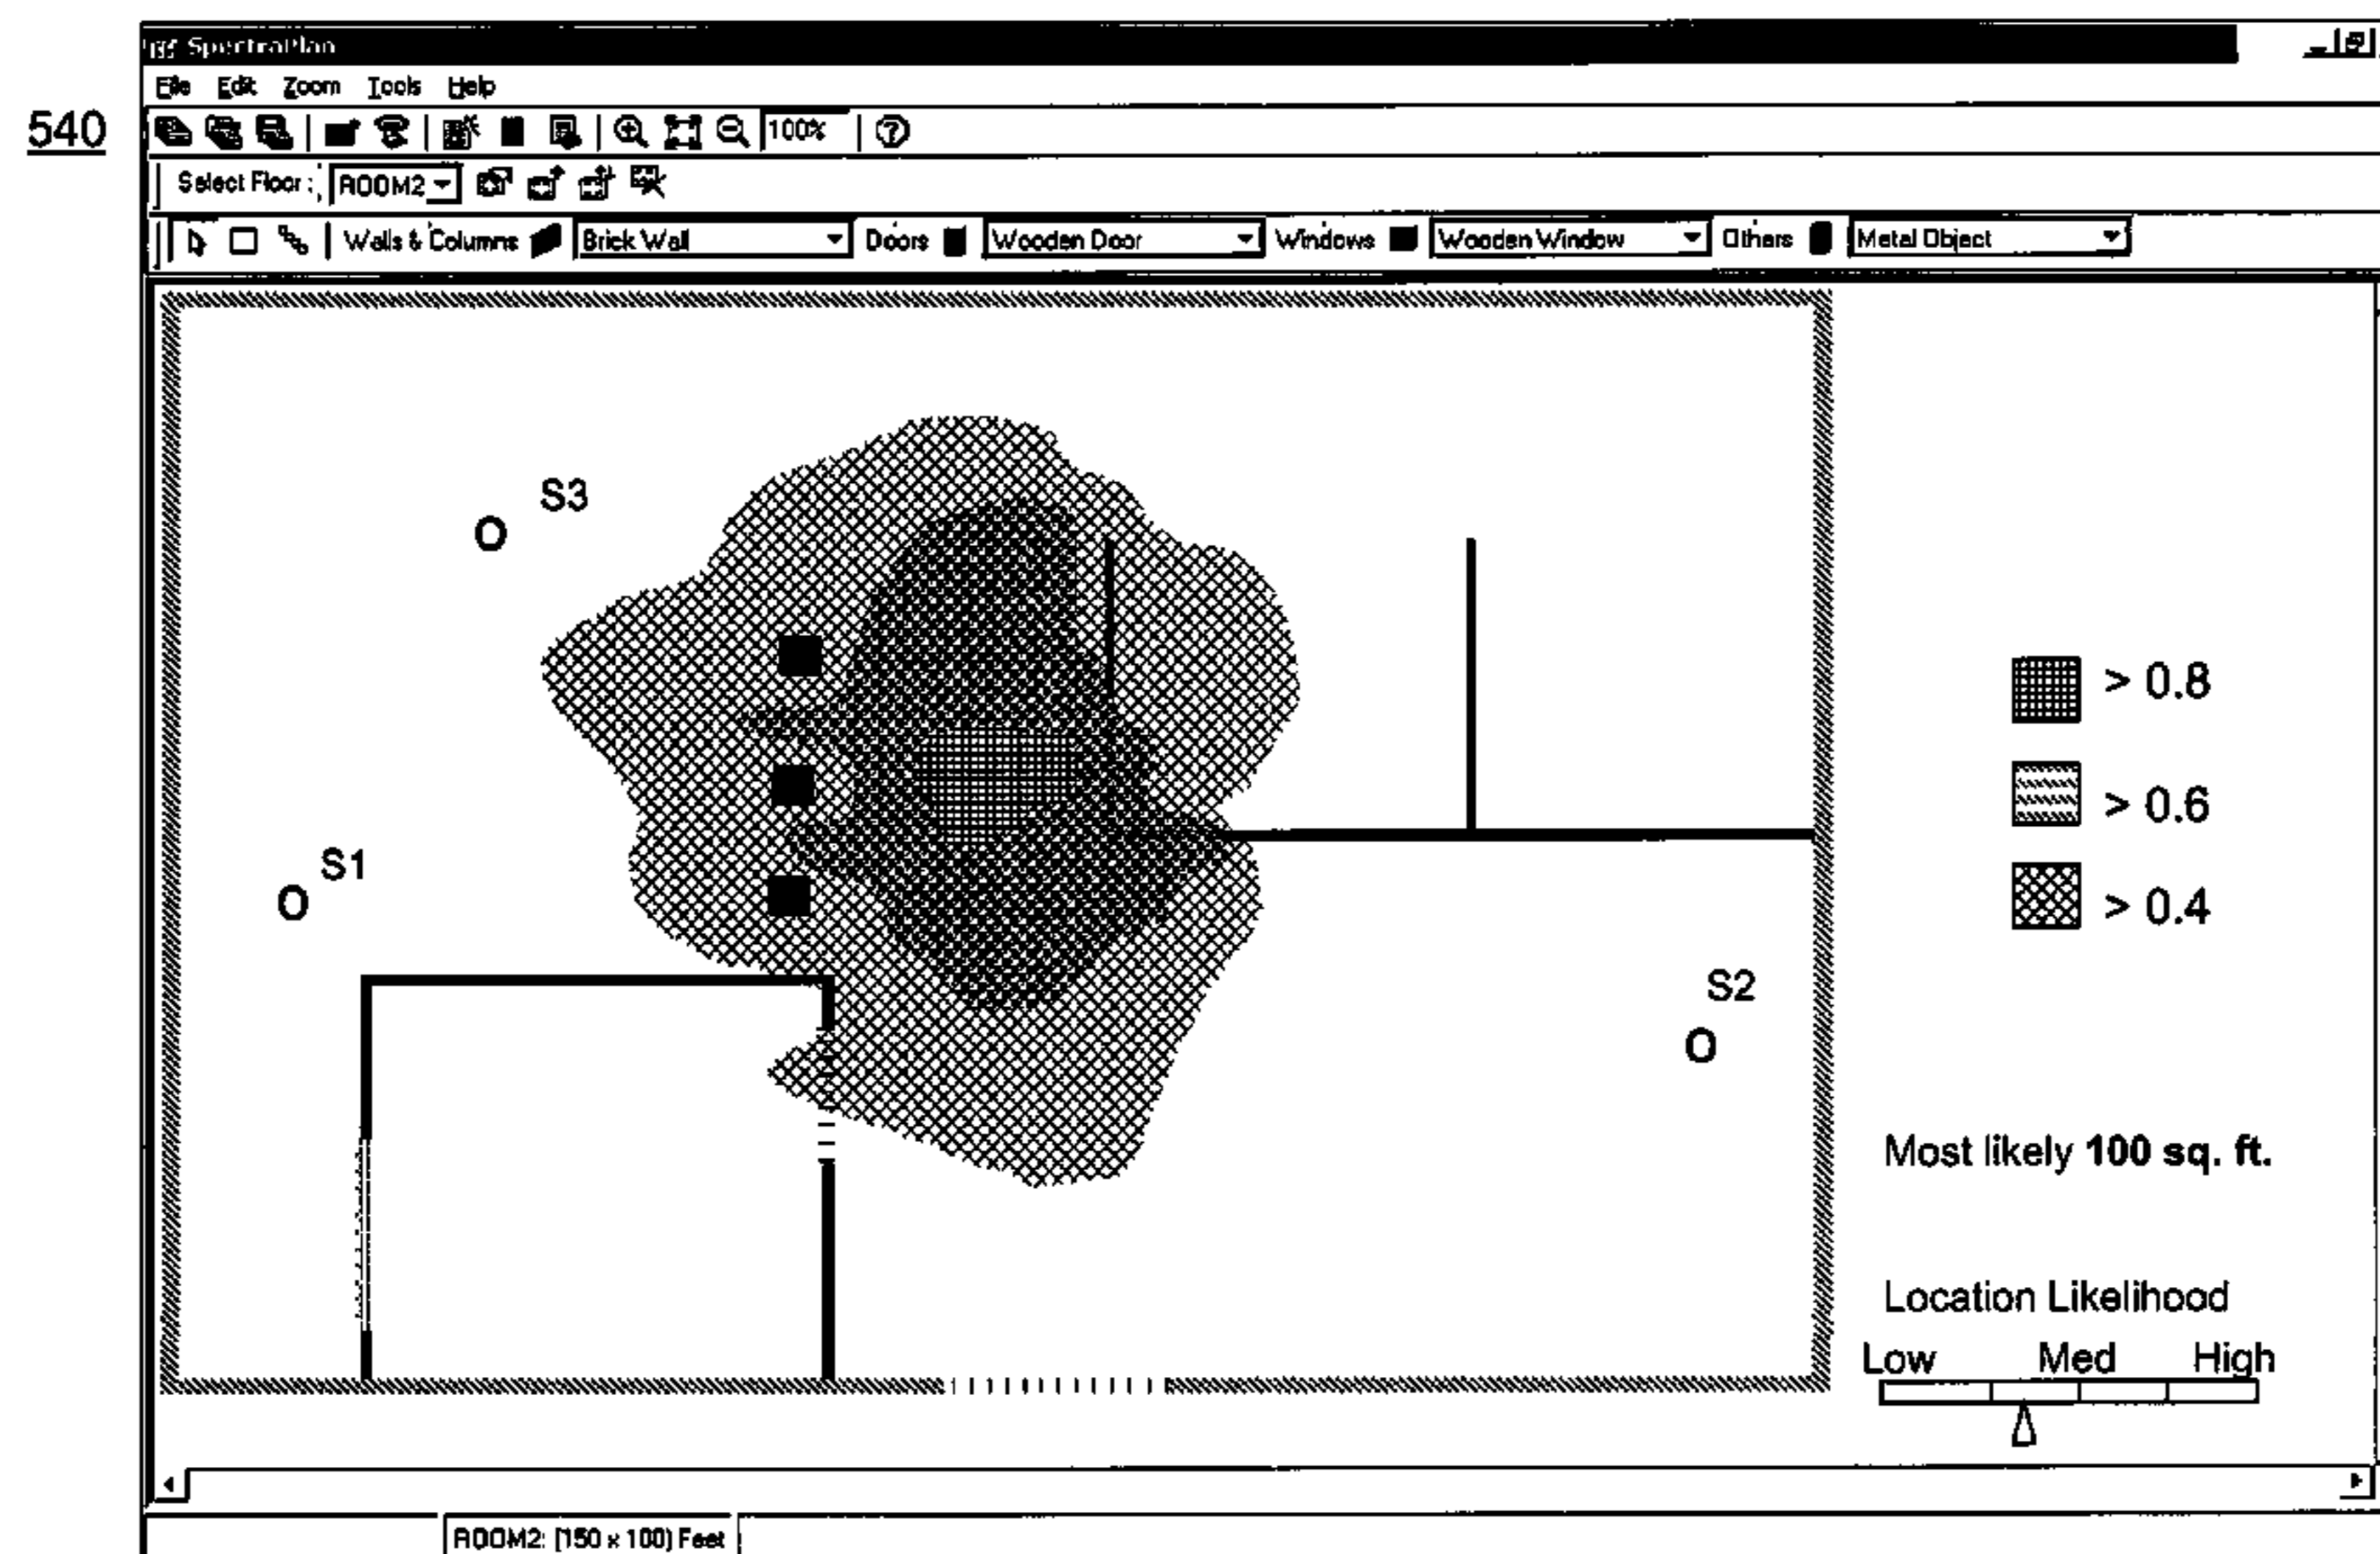 SpectraPlan
File Edit Zoom Tools Help
540
100%
Select Floor: ROOM2
Walls & Columns Brick Wall Doors Wooden Door Windows Wooden Window Others Metal Object
S3
> 0.8
> 0.6
S1
> 0.4
S2
Most likely 100 sq. ft.
Location Likelihood
Low Med High
ROOM2: [150 x 100) Feet